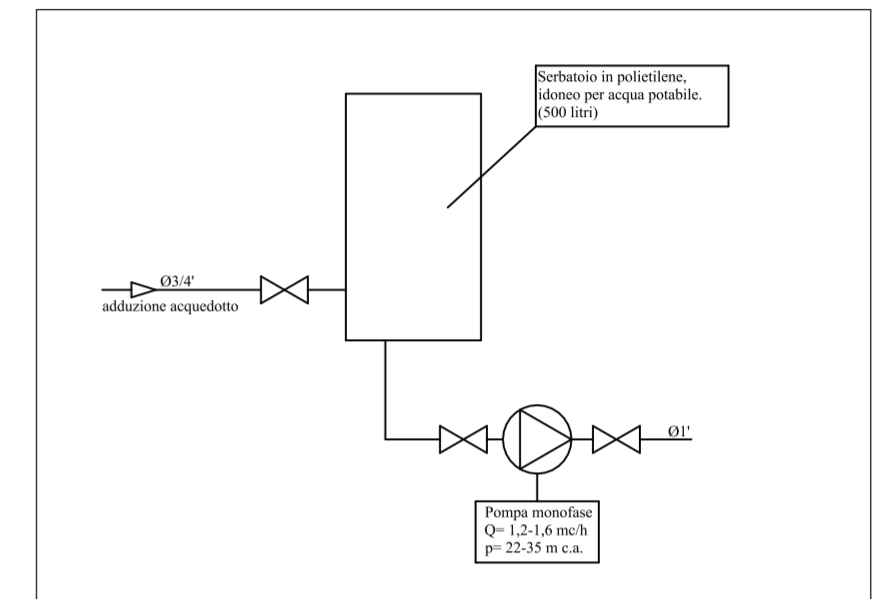 Serbatoio in polietilene,
idoneo per acqua potabile.
(500 litri)
Ø3/4'
adduzione acquedotto
Ø1'
Pompa monofase
Q= 1,2-1,6 mc/h
p= 22-35 m c.a.